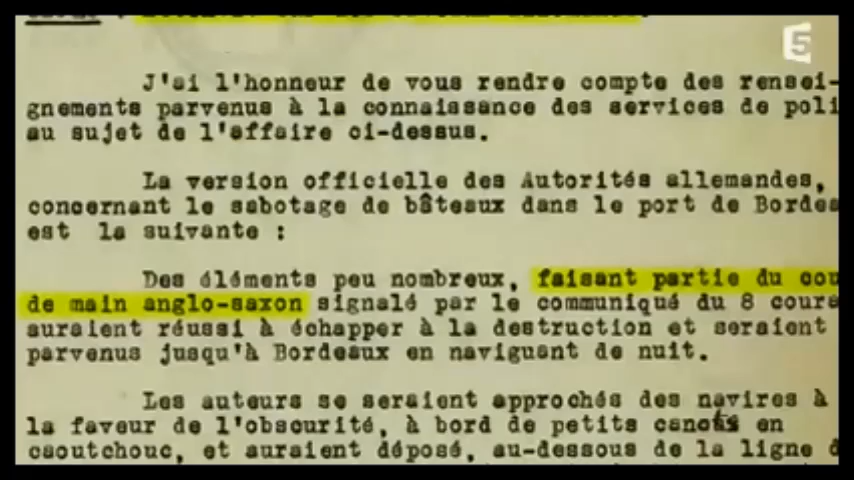 5
J'ai l'honneur de vous rendre compte des rensei-
gnements parvenus à la connaissance des services de poli
au sujet de l'affaire ci-dessus.
La version officielle des Autorités allemandes,
concernant le sabotage de bâteaux dans le port de Bordea
est la suivante :
Des éléments peu nombreux, faisant partie du cou
de main anglo-saxon signalé par le communiqué du 8 coura
auraient réussi à échapper à la destruction et seraient
parvenus jusqu'à Bordeaux en naviguant de nuit.
Les auteurs se seraient approchés des navires à
la faveur de l'obscurité, à bord de petits canots en
caoutchouc, et auraient déposé, au-dessous de la ligne d